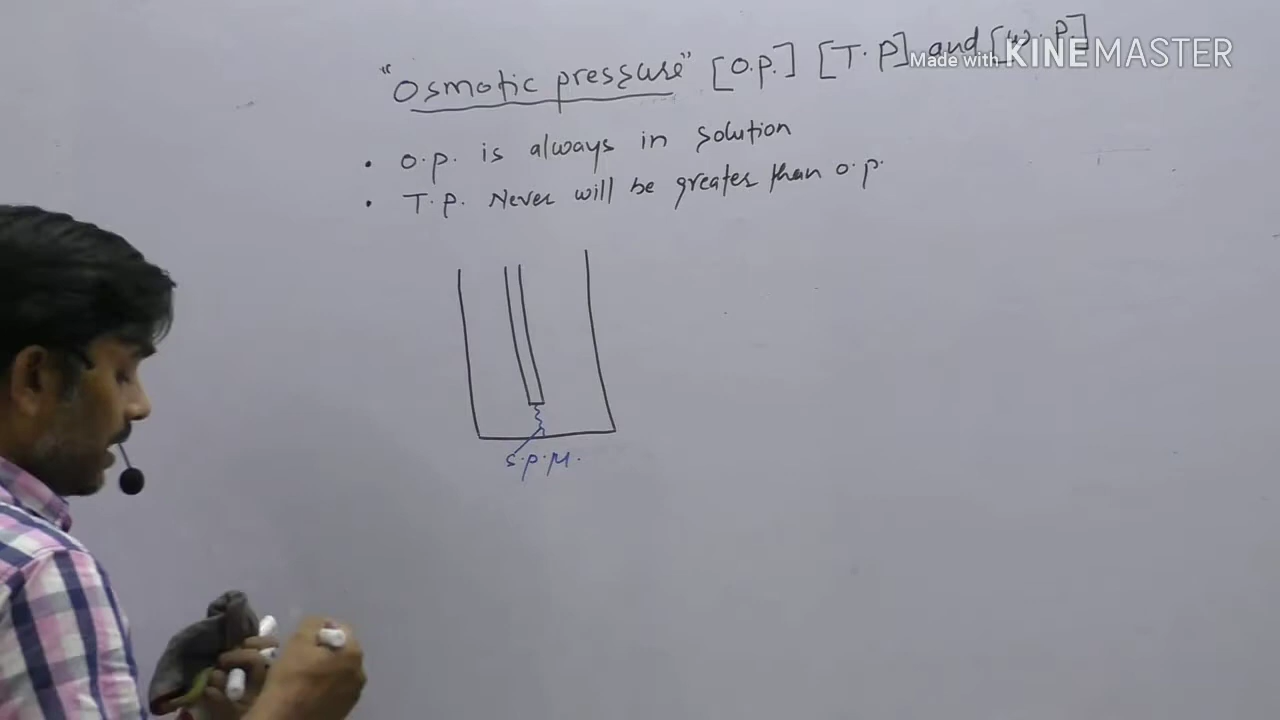 "Osmotic pressure" [O.p.] [T.P] and [W.P.]
Made with KINEMASTER
• O.p. is always in solution
• T.p. Never will be greater than O.p.
S.P.M.